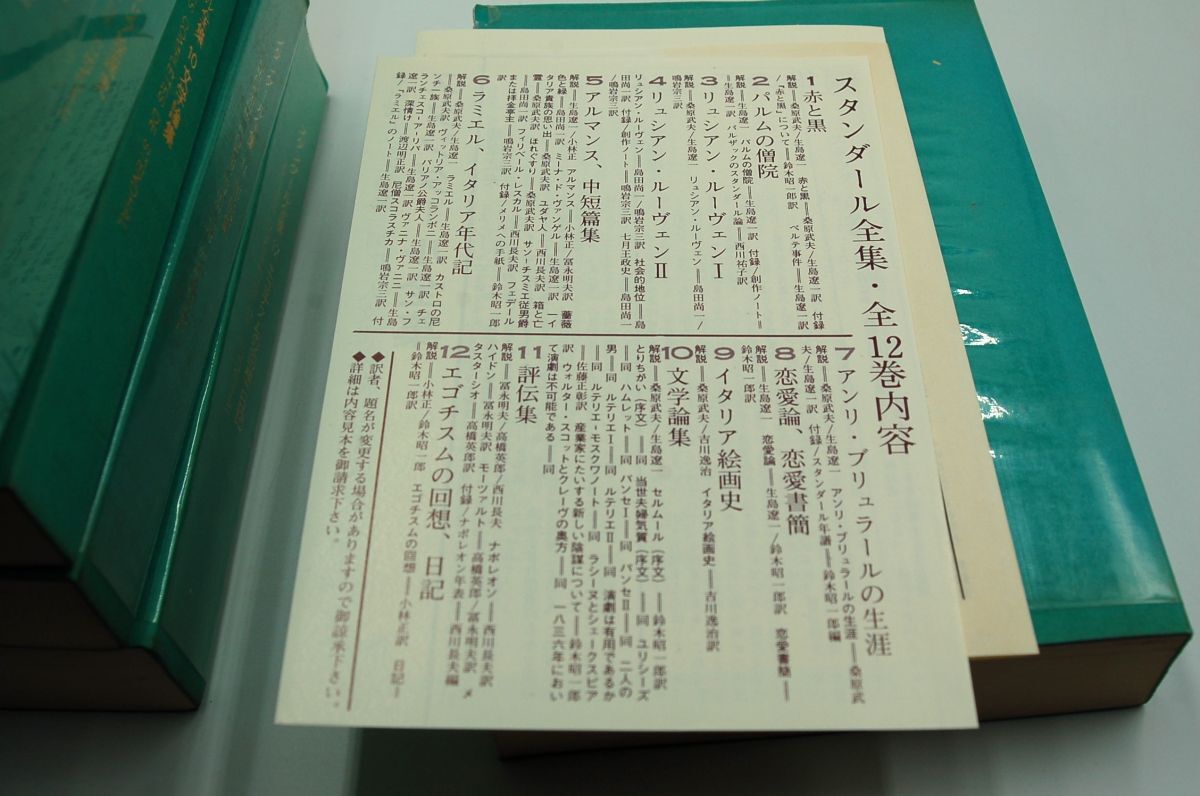 スタンダール全集・全12巻内容
1赤と黒
解説＝桑原武夫/生島遼一 赤と黒＝桑原武夫/生島遼一訳 付録
/「赤と黒」について＝鈴木昭一郎訳 ベルテ事件＝生島遼一訳
2パルムの僧院
解説＝生島遼一 パルムの僧院＝生島遼一訳 付録/創作ノート＝
生島遼一訳 バルザックのスタンダール論＝西川祐子訳
3リュシアン・ルーヴェンⅠ
解説＝鳴岩宗三/桑原武夫/生島遼一 リュシアン・ルーヴェン＝島田尚一/
鳴岩宗三訳
4リュシアン・ルーヴェンⅡ
リュシアン・ルーヴェン＝島田尚一/鳴岩宗三訳 社会的地位＝島
田尚一訳 付録/創作ノート＝鳴岩宗三訳 七月王政史＝島田尚一
/鳴岩宗三訳
5アルマンス、中短篇集
解説＝生島遼一/小林正 アルマンス＝小林正/冨永明夫訳 薔薇
色と緑＝島田尚一訳 ミーナ・ド・ヴァンゲル＝生島遼一訳 一イ
タリア貴族の思い出＝桑原武夫訳 ユダヤ人＝西川長夫訳 箱と亡
霊＝桑原武夫訳 ほれぐすり＝桑原武夫訳 サン＝チスミエ従男爵
＝島田尚一訳 フィリベール・レスカル＝西川長夫訳 フェデール
または拝金亭主＝鳴岩宗三訳 付録/メリメへの手紙＝鈴木昭一郎
訳
6ラミエル、イタリア年代記
解説＝桑原武夫/生島遼一 ラミエル＝生島遼一訳 カストロの尼
＝桑原武夫訳 ヴィットリア・アッコランボニ＝生島遼一訳 チェ
ンチ一族＝生島遼一訳 パリアノ公爵夫人＝生島遼一訳 サン・フ
ランチェスコ・ア・リパ＝生島遼一訳 ヴァニナ・ヴァニニ＝生島
遼一訳 深情け＝渡辺明正訳 尼僧スコラスチカ＝鳴岩宗三訳 付
録/「ラミエル」のノート＝生島遼一訳
7アンリ・ブリュラールの生涯
解説＝桑原武夫/生島遼一 アンリ・ブリュラールの生涯＝桑原武
夫/生島遼一訳 付録/スタンダール年譜＝鈴木昭一郎編
8恋愛論、恋愛書簡
解説＝生島遼一 恋愛論＝生島遼一/鈴木昭一郎訳 恋愛書簡＝
鈴木昭一郎訳
9イタリア絵画史
解説＝桑原武夫/吉川逸治 イタリア絵画史＝吉川逸治訳
10文学論集
解説＝桑原武夫/生島遼一 セルムール（序文）＝鈴木昭一郎訳
とりちがい（序文）＝同 当世夫婦気質（序文）＝同 ユリシーズ
＝同 ハムレット＝同 パンセⅠ＝同 パンセⅡ＝同 二人の
男＝同 ルテリエⅠ＝同 ルテリエⅡ＝同 演劇は有用であるか
＝同 ルテリエ＝モスクワノート＝同 ラシーヌとシェークスピア
＝佐藤正彰訳 産業家にたいする新しい陰謀について＝鈴木昭一郎
訳 ウォルター・スコットとクレーヴの奥方＝同 一八三六年におい
て演劇は不可能である＝同
11評伝集
解説＝冨永明夫/高橋英郎/西川長夫 ナポレオン＝西川長夫訳
ハイドン＝冨永明夫訳 モーツァルト＝高橋英郎/冨永明夫訳 メ
タスターシオ＝高橋英郎訳 付録/ナポレオン年表＝西川長夫編
12エゴチスムの回想、日記
解説＝小林正/鈴木昭一郎 エゴチスムの回想＝小林正訳 日記＝
鈴木昭一郎訳
◆訳者、題名が変更する場合がありますので御諒承下さい。
◆詳細は内容見本を御請求下さい。